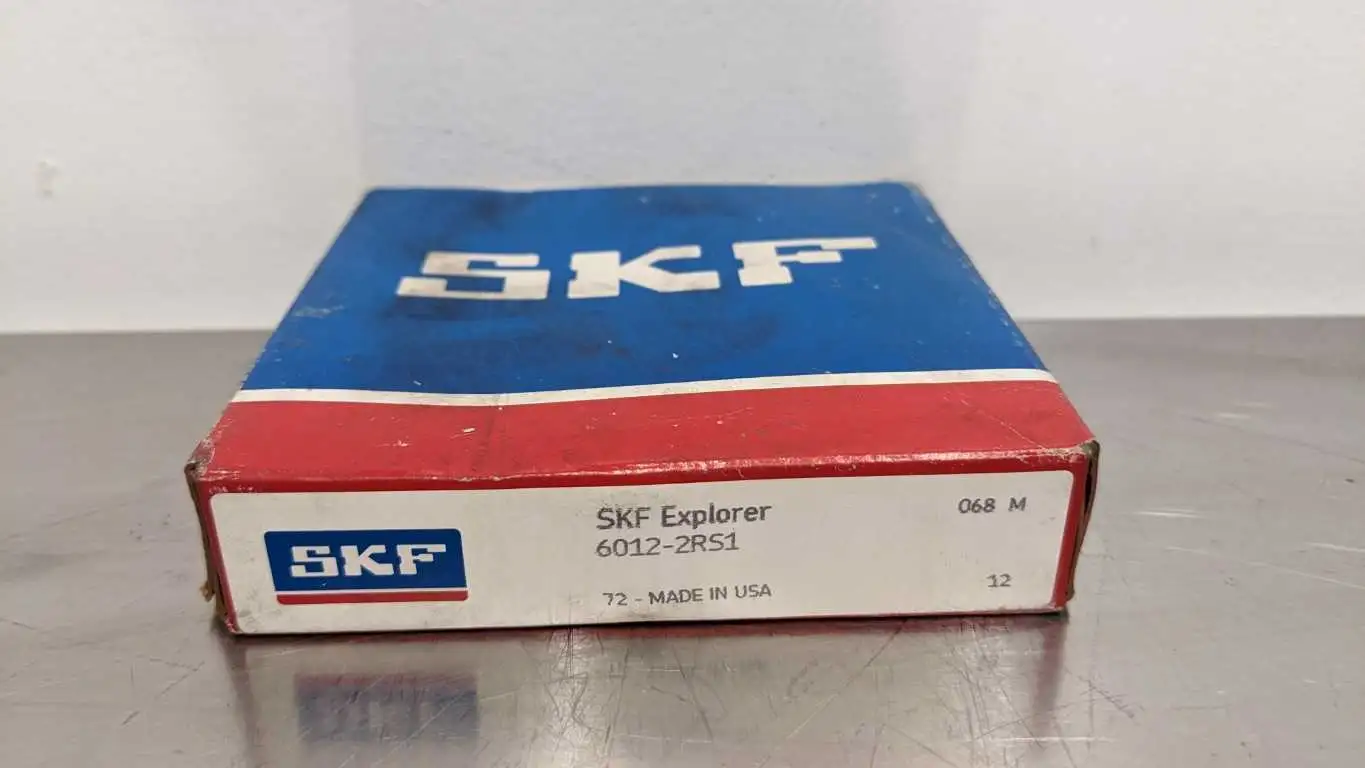 SKF
SKF
SKF Explorer
6012-2RS1
72 - MADE IN USA
068 M
12